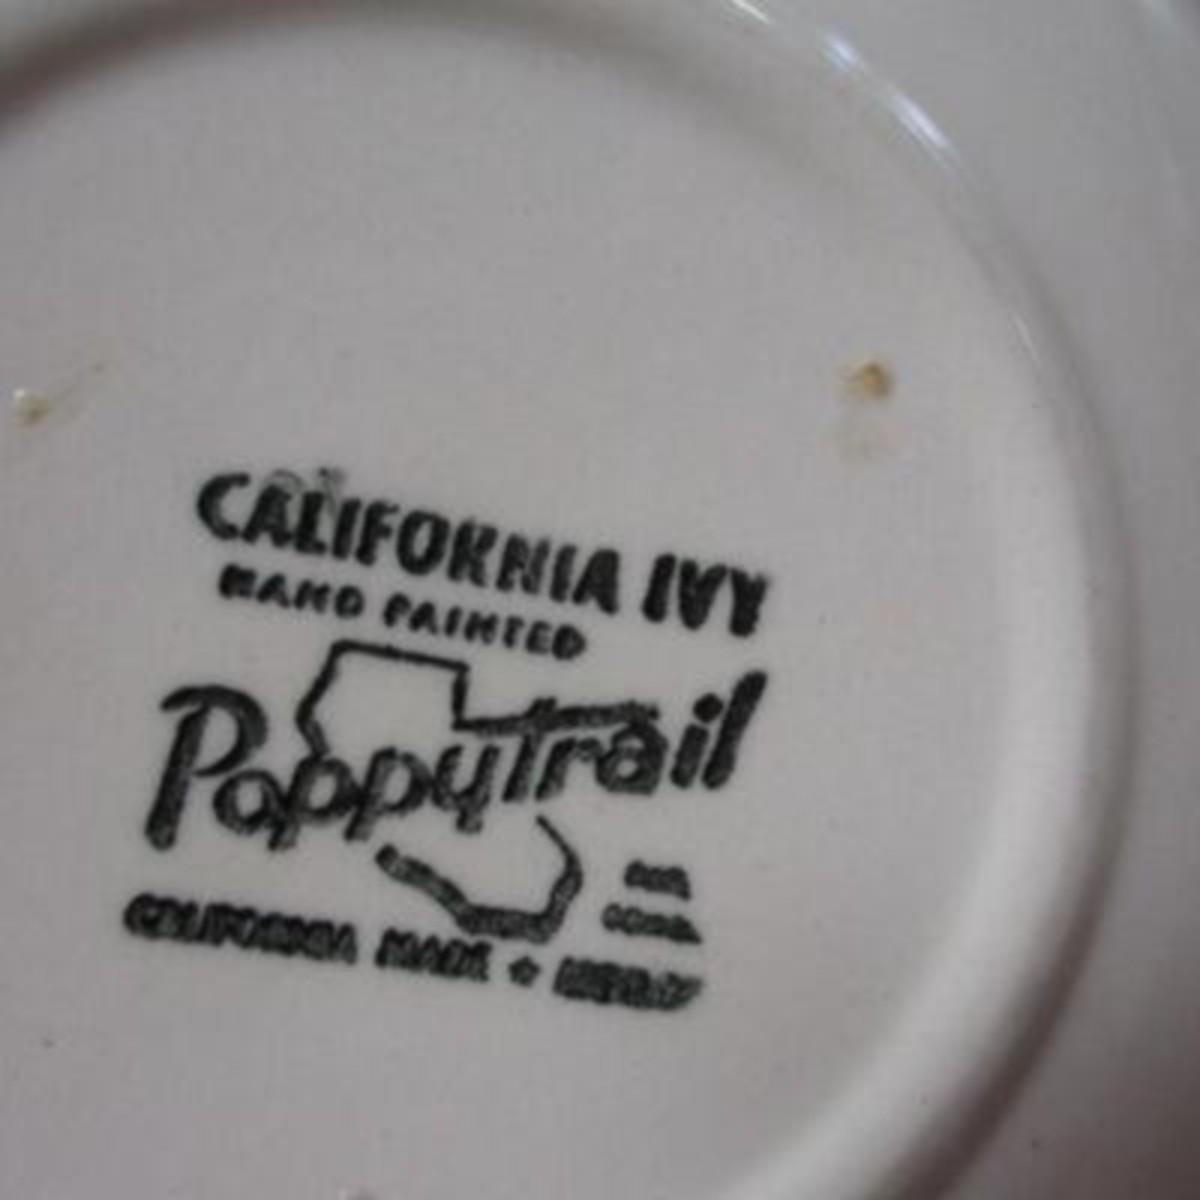 CALIFORNIA IVY
HAND PAINTED
Poppytrail
CALIFORNIA MADE ★